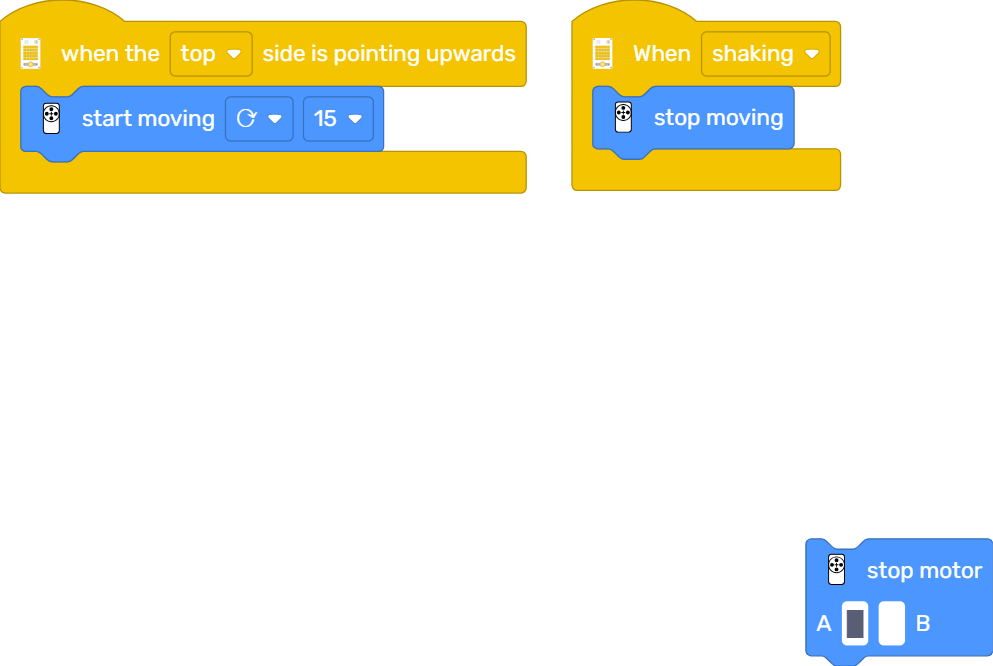 when the top side is pointing upwards
start moving 15
When shaking
stop moving
stop motor
A B